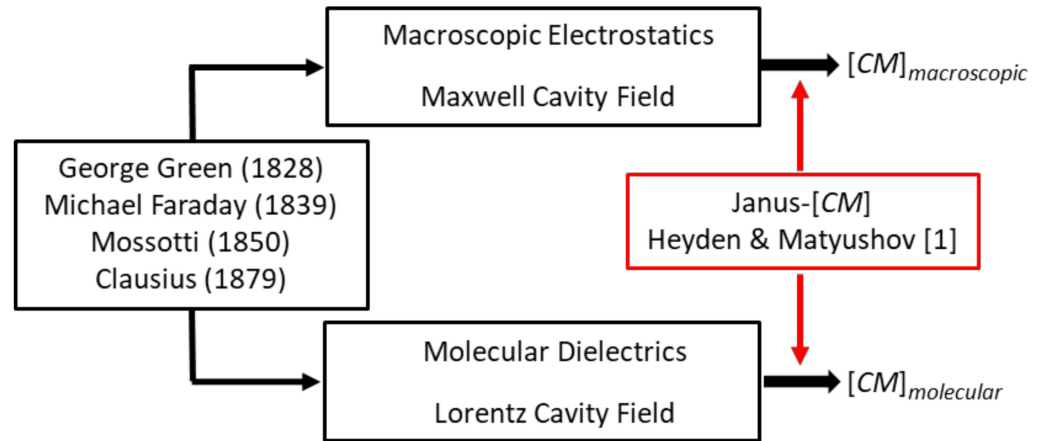 Macroscopic Electrostatics
Maxwell Cavity Field
[CM]macroscopic
George Green (1828)
Michael Faraday (1839)
Mossotti (1850)
Clausius (1879)
Janus-[CM]
Heyden & Matyushov [1]
Molecular Dielectrics
Lorentz Cavity Field
[CM]molecular